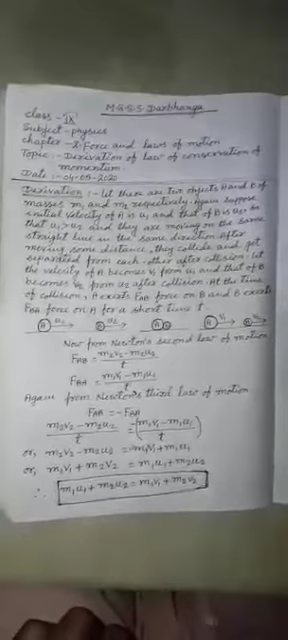 M.R.S.S. Darbhanga
class - IX
Subject - physics
chapter - 2. Force and laws of motion
Topic - Derivation of law of conservation of
momentum.
Date :- 04-05-2020
Derivation :- let there are two objects A and B of
masses m₁ and m₂ respectively. Again suppose
initial velocity of A is u₁ and that of B is u₂, so
that u₁ > u₂ and they are moving on the same
straight line in the same direction. After
moving some distance, they collide and get
separated from each-other after collision. let
the velocity of A becomes V₁ from u₁ and that of B
becomes V₂ from u₂ after collision. At the time
of collision, A exerts FAB force on B and B exerts
FBA force on A for a short time t.
A u₁ B u₂ A B A V₁ B V₂
Now from Newton's second law of motion
FAB = m₂V₂ - m₂u₂ / t
FBA = m₁V₁ - m₁u₁ / t
Again from Newton's third law of motion
FAB = - FBA
m₂V₂ - m₂u₂ / t = -(m₁V₁ - m₁u₁ / t)
or, m₂V₂ - m₂u₂ = -m₁V₁ + m₁u₁
or, m₁V₁ + m₂V₂ = m₁u₁ + m₂u₂
∴ m₁u₁ + m₂u₂ = m₁V₁ + m₂V₂